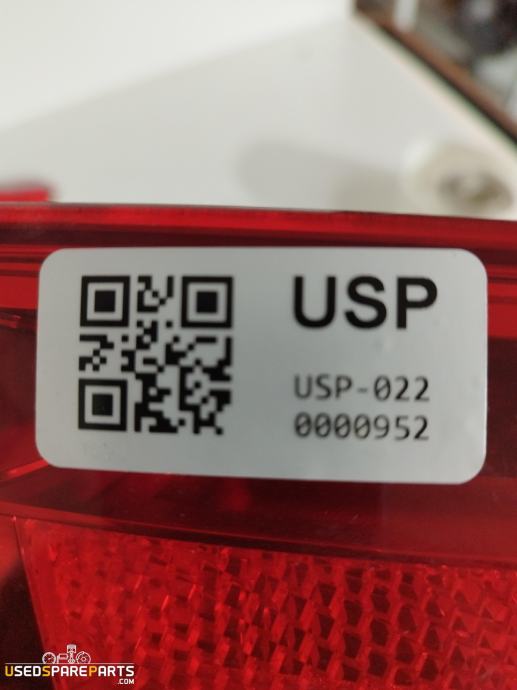 USP
USP-022
0000952
USEDSPAREPARTS
.COM